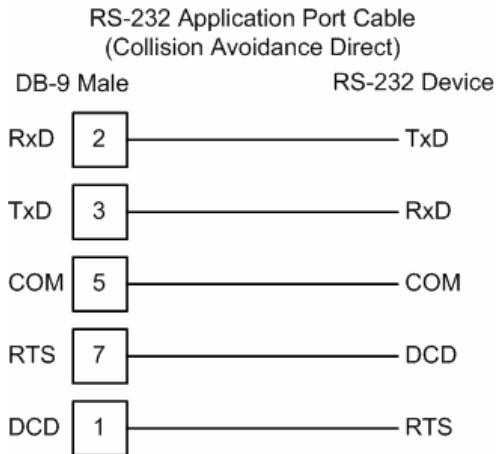 RS-232 Application Port Cable
(Collision Avoidance Direct)
DB-9 Male RS-232 Device
RxD 2 TxD
TxD 3 RxD
COM 5 COM
RTS 7 DCD
DCD 1 RTS